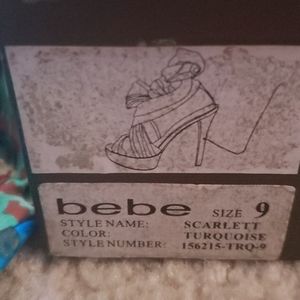 bebe SIZE 9
STYLE NAME: SCARLETT
COLOR: TURQUOISE
STYLE NUMBER: 156215-TRQ-9